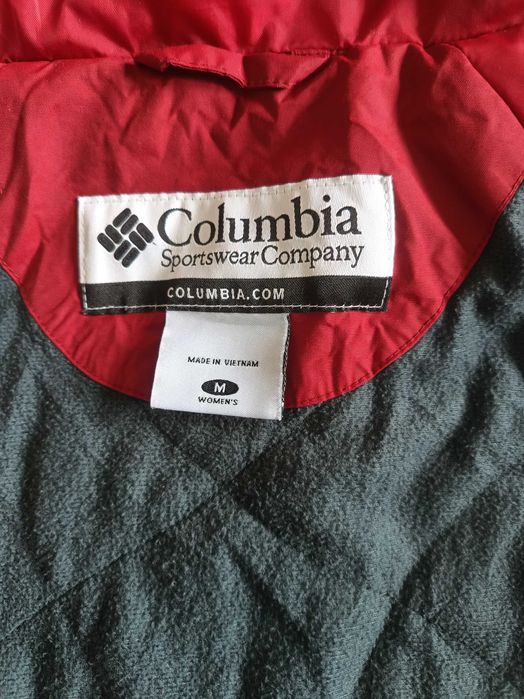 Columbia
Sportswear Company
COLUMBIA.COM
MADE IN VIETNAM
M
WOMEN'S